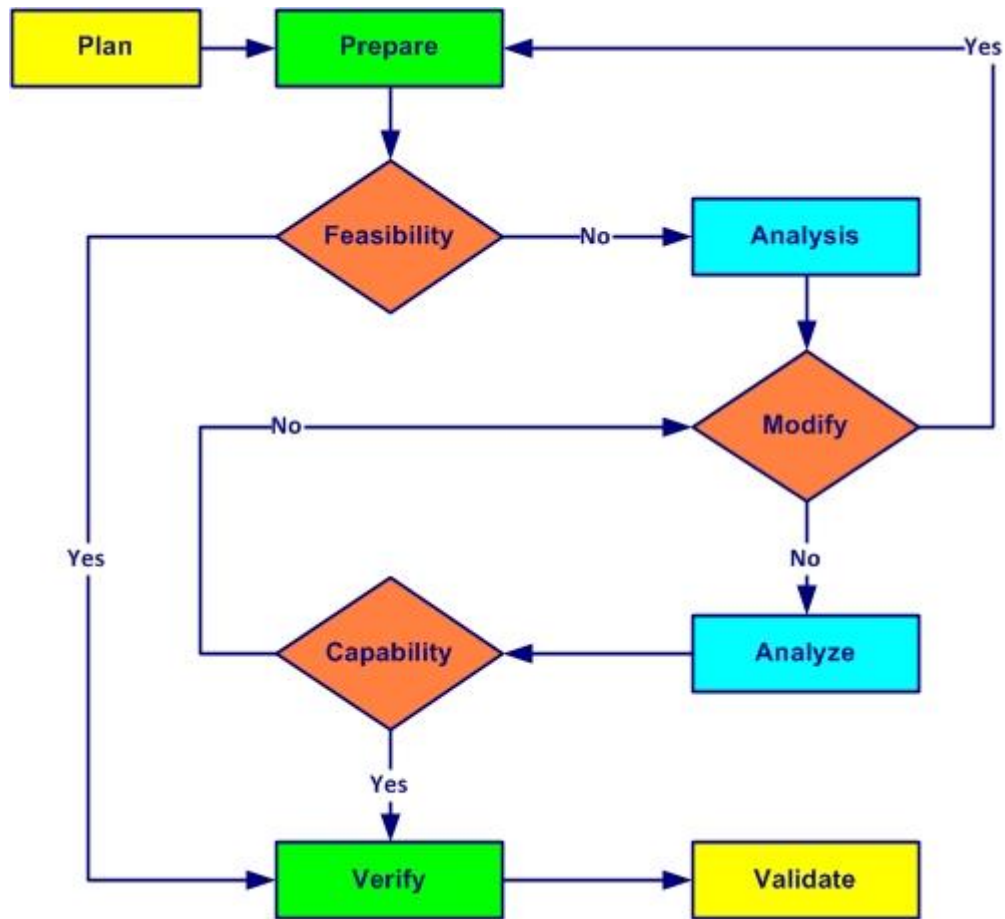 Plan
Prepare
Yes
Feasibility
No
Analysis
No
Modify
Yes
No
Capability
Analyze
Yes
Verify
Validate